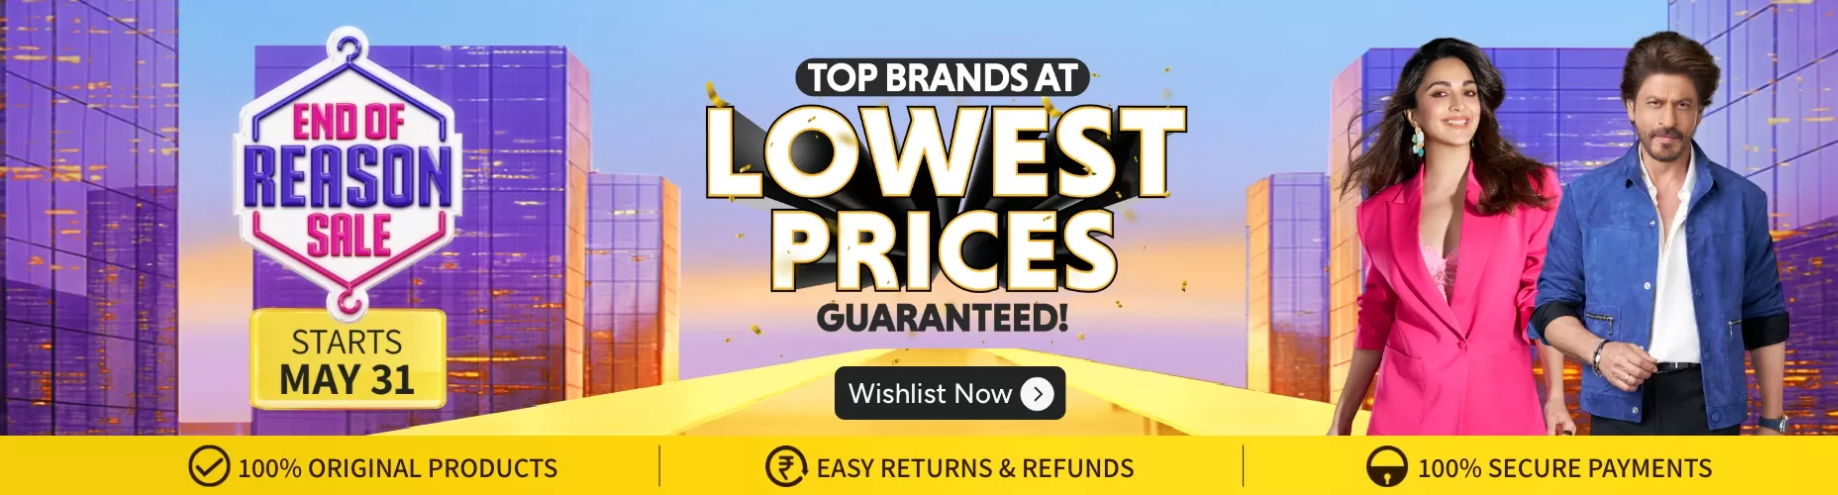 END OF
REASON
SALE
STARTS
MAY 31
TOP BRANDS AT
LOWEST
PRICES
GUARANTEED!
Wishlist Now
100% ORIGINAL PRODUCTS
₹ EASY RETURNS & REFUNDS
100% SECURE PAYMENTS